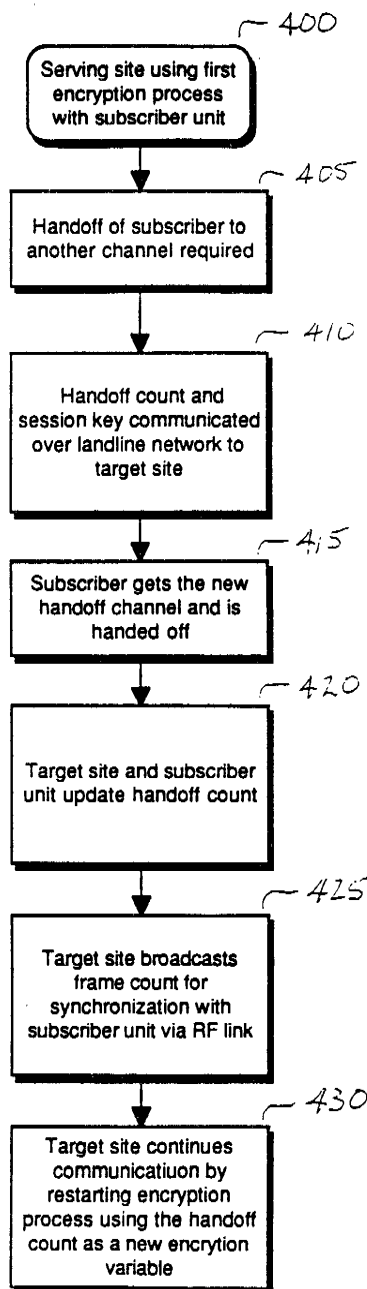 400
Serving site using first
encryption process
with subscriber unit
405
Handoff of subscriber to
another channel required
410
Handoff count and
session key communicated
over landline network to
target site
415
Subscriber gets the new
handoff channel and is
handed off
420
Target site and subscriber
unit update handoff count
425
Target site broadcasts
frame count for
synchronization with
subscriber unit via RF link
430
Target site continues
communicatiuon by
restarting encryption
process using the handoff
count as a new encrytion
variable